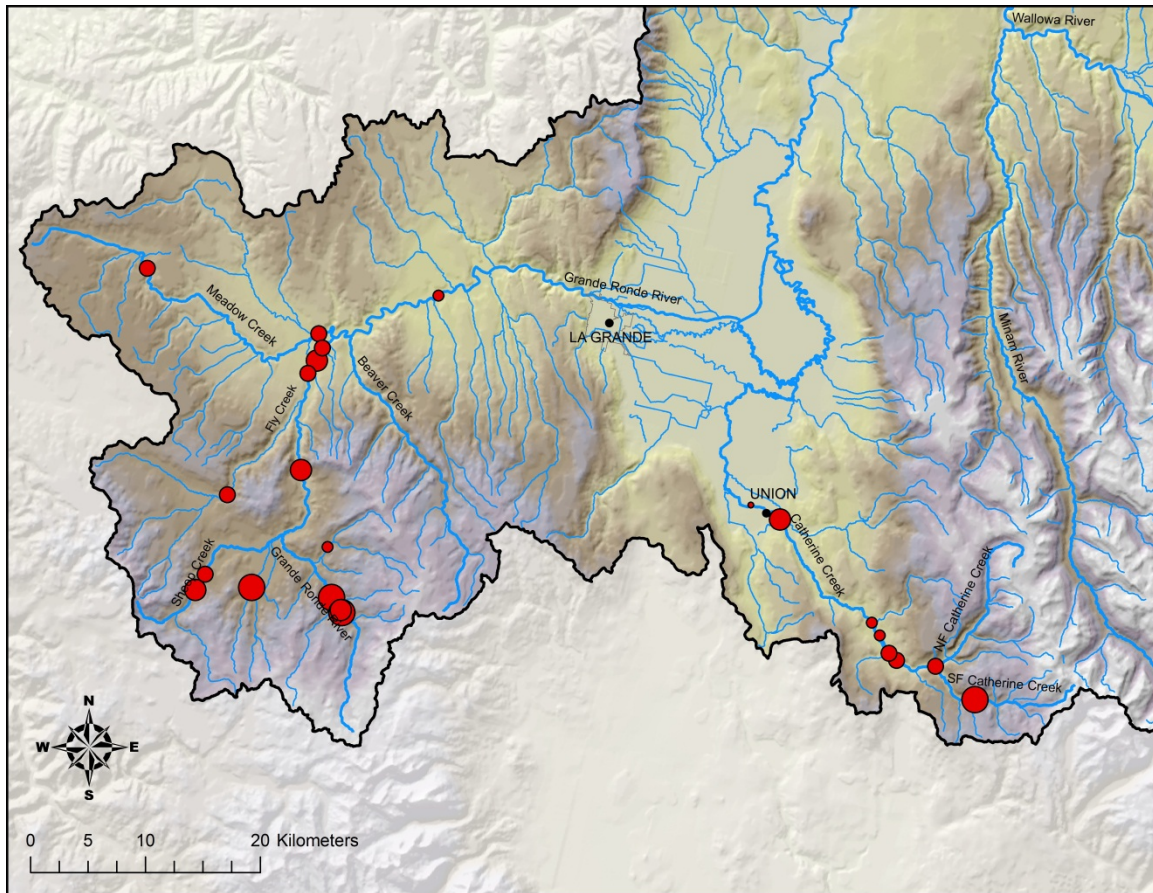 Wallowa River
Grande Ronde River
Meadow Creek
LA GRANDE
Minam River
Beaver Creek
Fly Creek
UNION
Catherine Creek
Sheep Creek
Grande Ronde River
NF Catherine Creek
SF Catherine Creek
N
W E
S
0 5 10 20 Kilometers